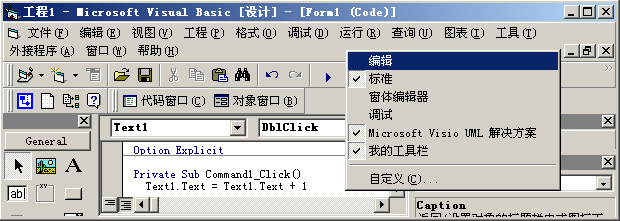 工程1 - Microsoft Visual Basic [设计] - [Form1 (Code)]
文件(F) 编辑(E) 视图(V) 工程(P) 格式(O) 调试(D) 运行(R) 查询(U) 图表(I) 工具(T)
外接程序(A) 窗口(W) 帮助(H)
编辑
标准
窗体编辑器
调试
Microsoft Visio UML 解决方案
我的工具栏
自定义(C)...
代码窗口(C) 对象窗口(B)
General
Text1 DblClick
Option Explicit
Private Sub Command1_Click()
Text1.Text = Text1.Text + 1
Caption